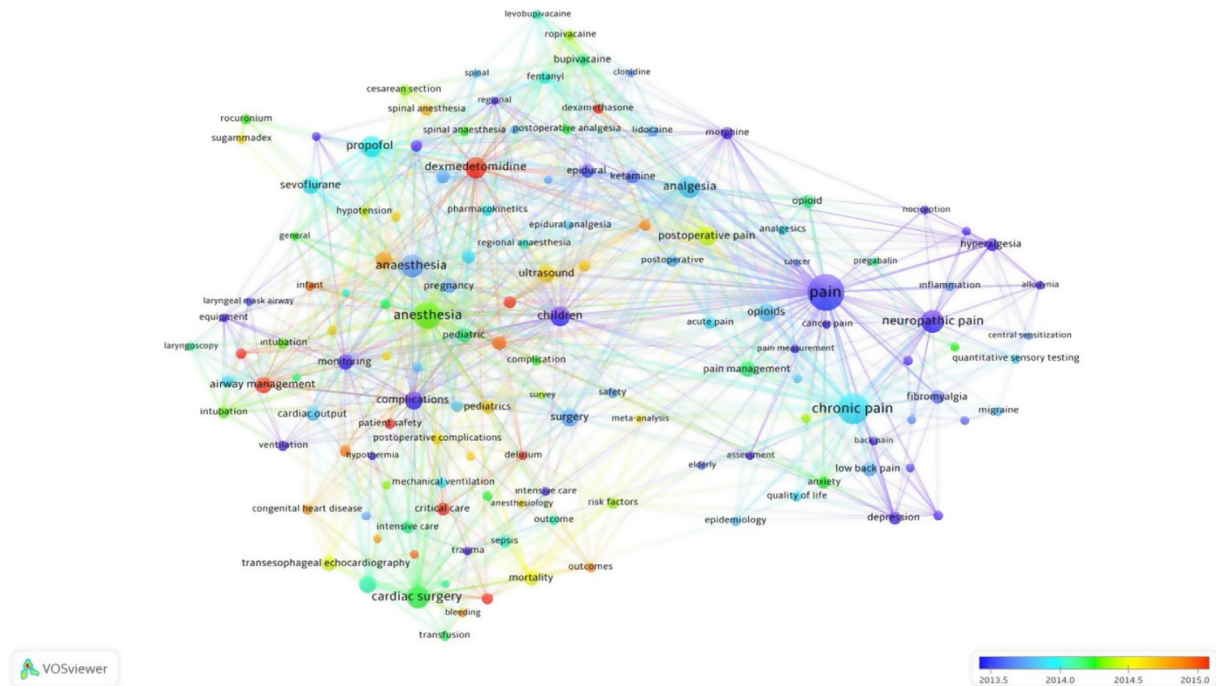 levobupivacaine
ropivacaine
bupivacaine
spinal
fentanyl
clonidine
cesarean section
regional
dexamethasone
spinal anesthesia
rocuronium
spinal anaesthesia
postoperative analgesia
lidocaine
morphine
sugammadex
propofol
dexmedetomidine
epidural
ketamine
sevoflurane
analgesia
opioid
hypotension
pharmacokinetics
nociception
epidural analgesia
analgesics
general
regional anaesthesia
postoperative pain
hyperalgesia
anaesthesia
ultrasound
postoperative
cancer
pregabalin
infant
pregnancy
pain
inflammation
allodynia
laryngeal mask airway
equipment
anesthesia
children
opioids
neuropathic pain
acute pain
cancer pain
pediatric
central sensitization
laryngoscopy
intubation
monitoring
complication
pain measurement
quantitative sensory testing
pain management
airway management
complications
survey
safety
fibromyalgia
intubation
cardiac output
pediatrics
surgery
meta-analysis
chronic pain
migraine
patient safety
postoperative complications
ventilation
hypothermia
delirium
back pain
assessment
elderly
low back pain
mechanical ventilation
intensive care
anxiety
quality of life
congenital heart disease
critical care
anesthesiology
risk factors
intensive care
outcome
epidemiology
depression
sepsis
trauma
transesophageal echocardiography
mortality
outcomes
cardiac surgery
bleeding
transfusion
VOSviewer
2013.5 2014.0 2014.5 2015.0